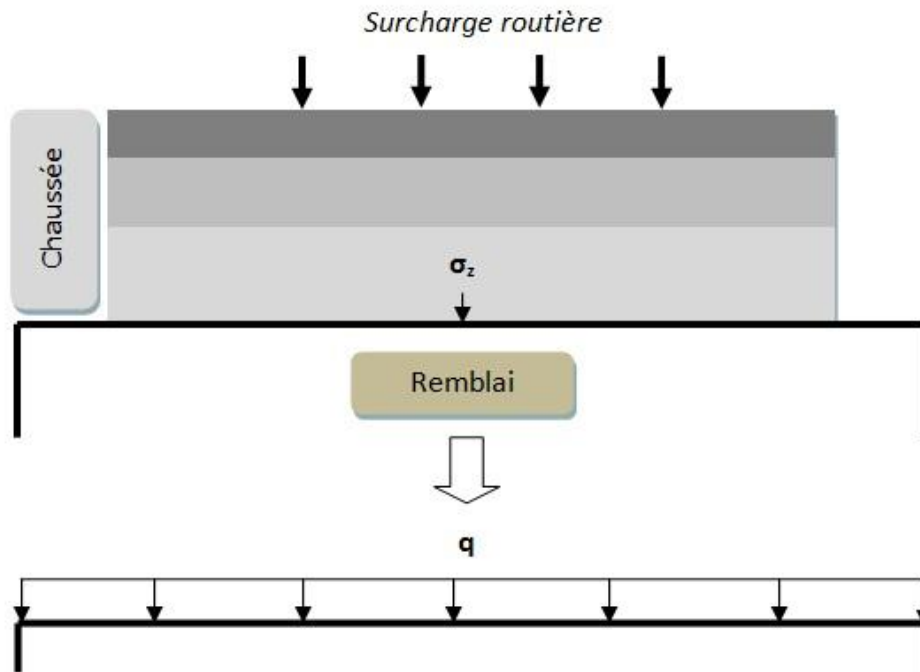 Surcharge routière
Chaussée
σz
Remblai
q